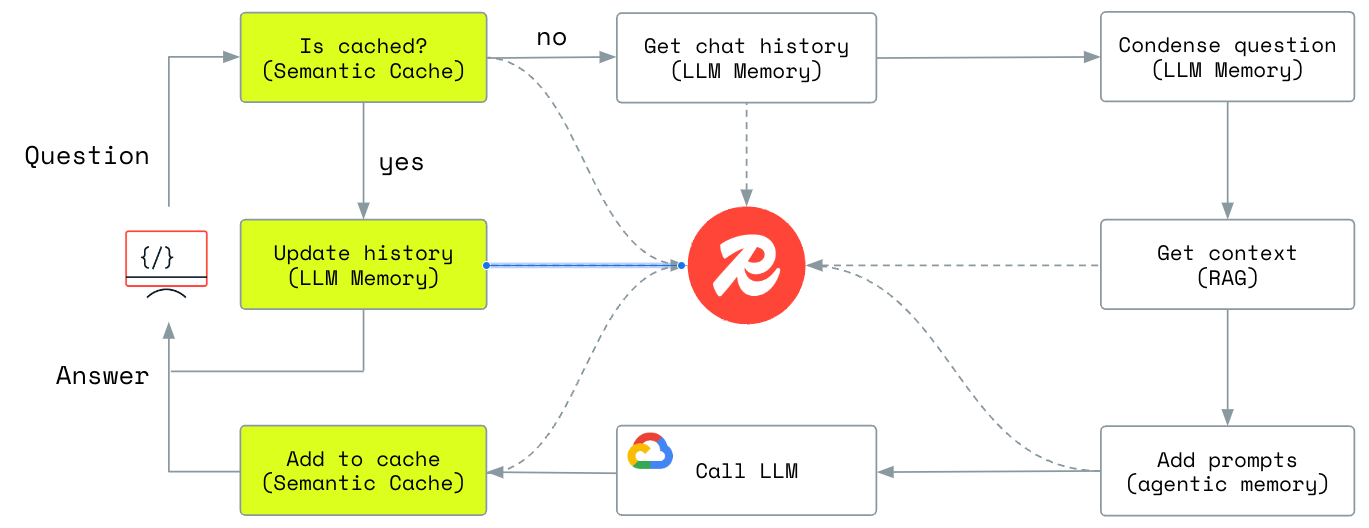 Is cached?
(Semantic Cache)
no
Get chat history
(LLM Memory)
Condense question
(LLM Memory)
Question
yes
{/}
Update history
(LLM Memory)
R
Get context
(RAG)
Answer
Add to cache
(Semantic Cache)
Call LLM
Add prompts
(agentic memory)